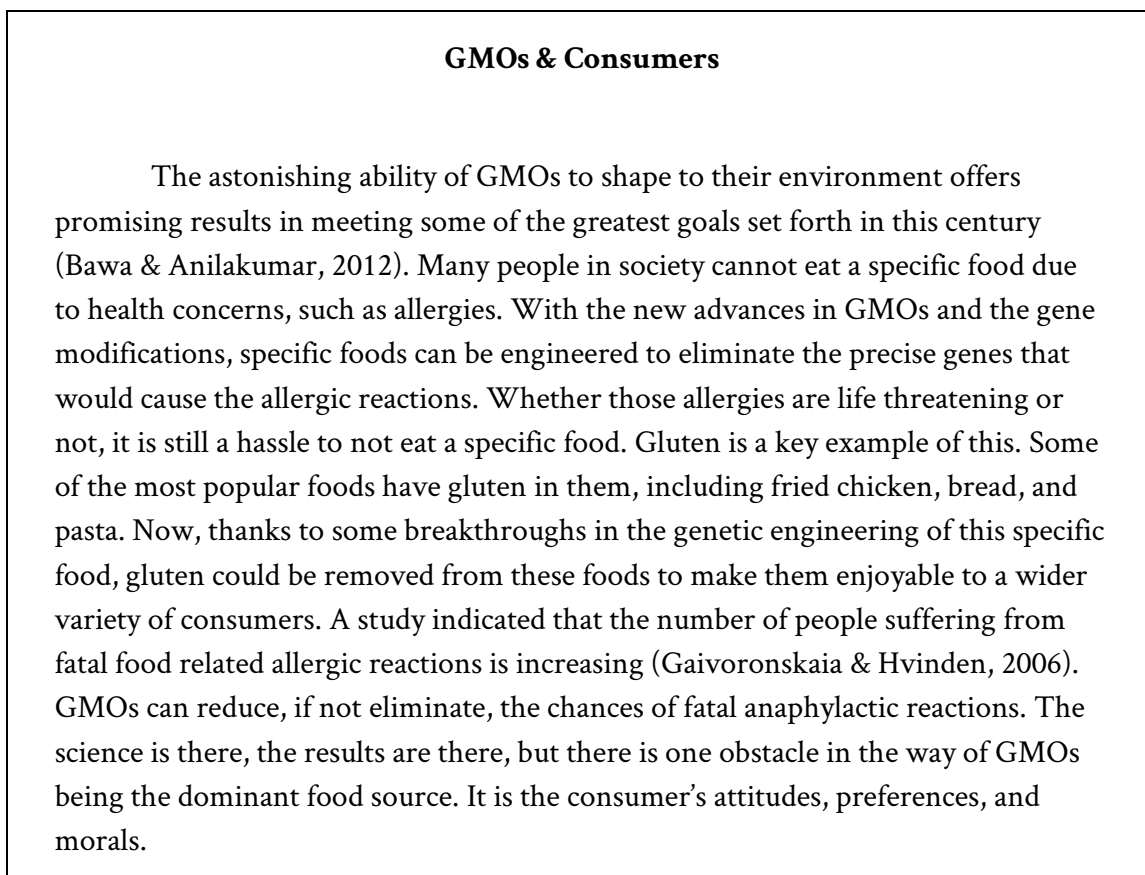 GMOs & Consumers
The astonishing ability of GMOs to shape to their environment offers
promising results in meeting some of the greatest goals set forth in this century
(Bawa & Anilakumar, 2012). Many people in society cannot eat a specific food due
to health concerns, such as allergies. With the new advances in GMOs and the gene
modifications, specific foods can be engineered to eliminate the precise genes that
would cause the allergic reactions. Whether those allergies are life threatening or
not, it is still a hassle to not eat a specific food. Gluten is a key example of this. Some
of the most popular foods have gluten in them, including fried chicken, bread, and
pasta. Now, thanks to some breakthroughs in the genetic engineering of this specific
food, gluten could be removed from these foods to make them enjoyable to a wider
variety of consumers. A study indicated that the number of people suffering from
fatal food related allergic reactions is increasing (Gaivoronskaia & Hvinden, 2006).
GMOs can reduce, if not eliminate, the chances of fatal anaphylactic reactions. The
science is there, the results are there, but there is one obstacle in the way of GMOs
being the dominant food source. It is the consumer’s attitudes, preferences, and
morals.